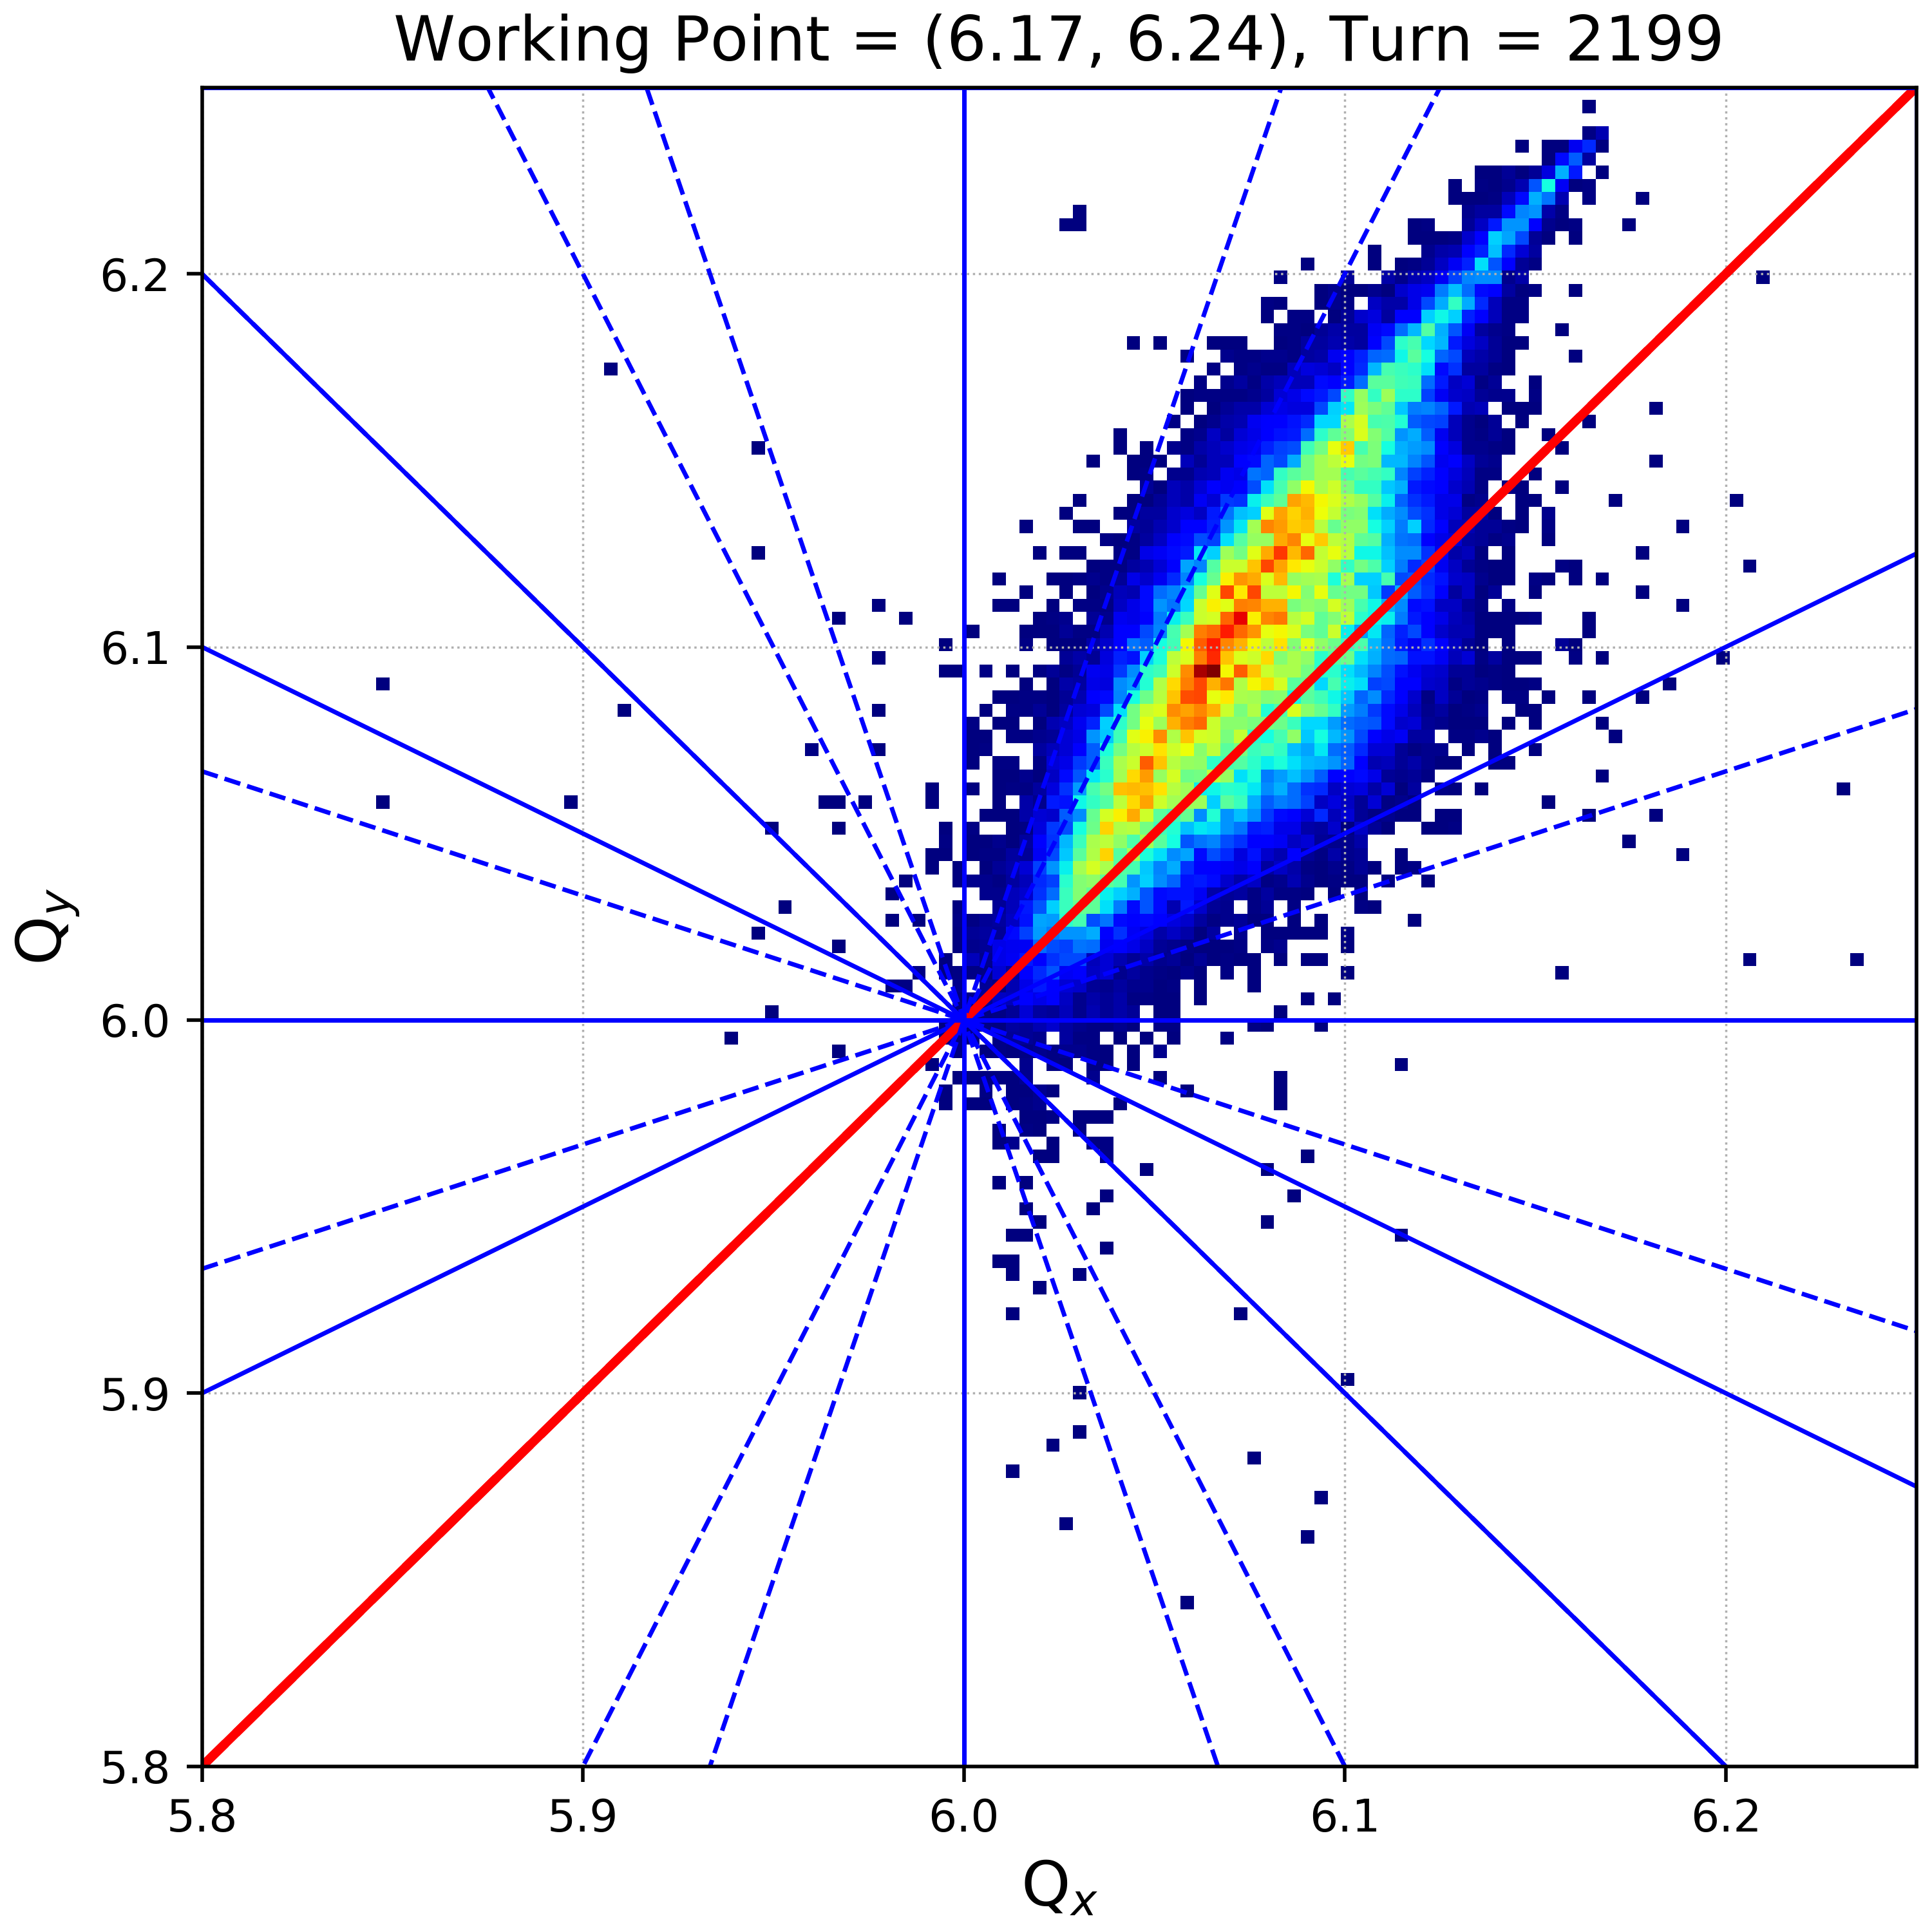 Working Point = (6.17, 6.24), Turn = 2199
6.2
6.1
6.0
5.9
5.8
Qy
5.8 5.9 6.0 6.1 6.2
Qx